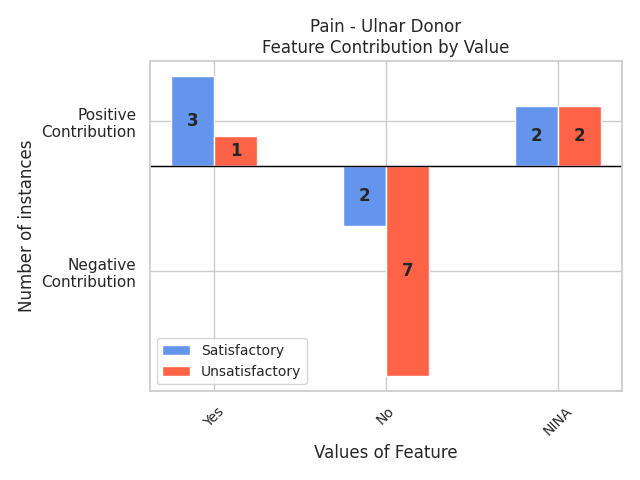 Pain - Ulnar Donor
Feature Contribution by Value
Positive
Contribution
Negative
Contribution
Number of instances
3
1
2
7
2
2
Satisfactory
Unsatisfactory
Yes
No
NINA
Values of Feature